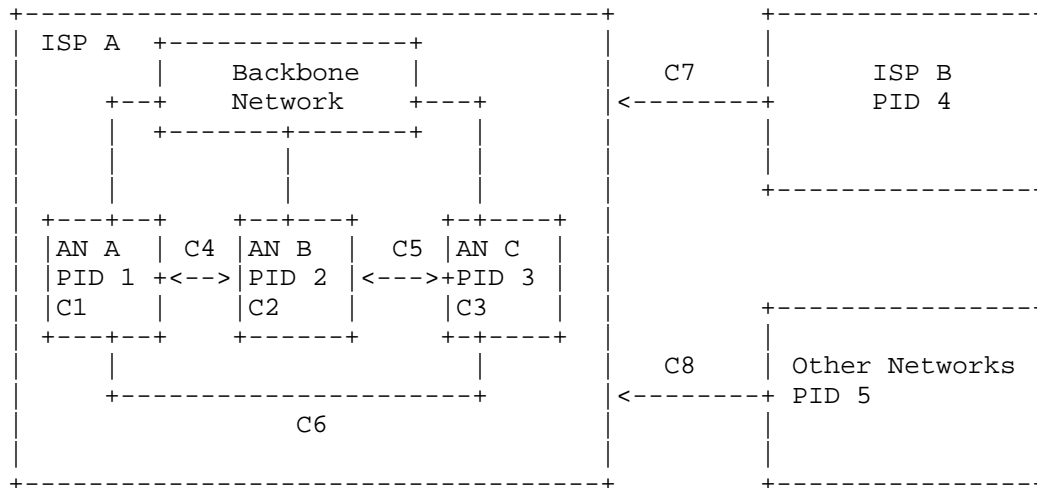 ISP A
Backbone
Network
C7
ISP B
PID 4
AN A C4 AN B C5 AN C
PID 1 PID 2 PID 3
C1 C2 C3
C8
Other Networks
PID 5
C6